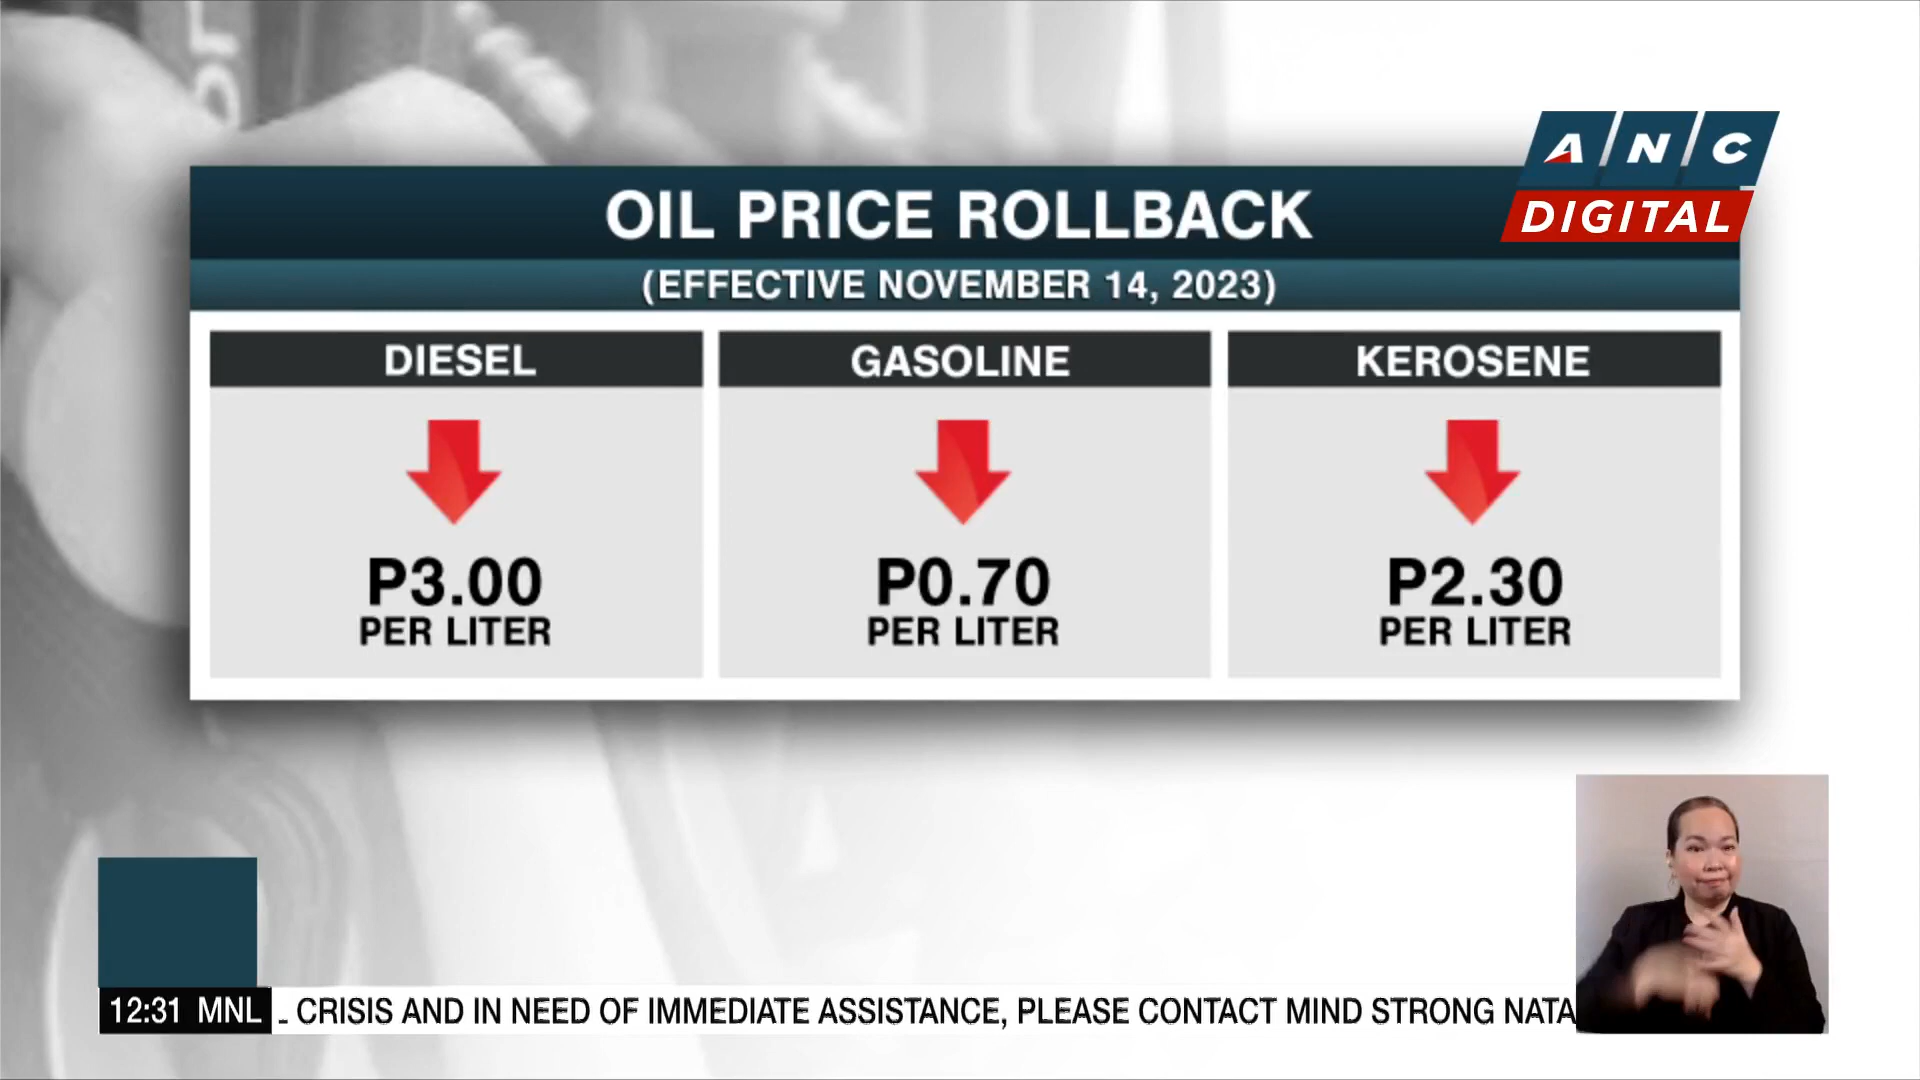 ANC
DIGITAL
OIL PRICE ROLLBACK
(EFFECTIVE NOVEMBER 14, 2023)
DIESEL
GASOLINE
KEROSENE
P3.00
PER LITER
P0.70
PER LITER
P2.30
PER LITER
12:31 MNL
CRISIS AND IN NEED OF IMMEDIATE ASSISTANCE, PLEASE CONTACT MIND STRONG NATA